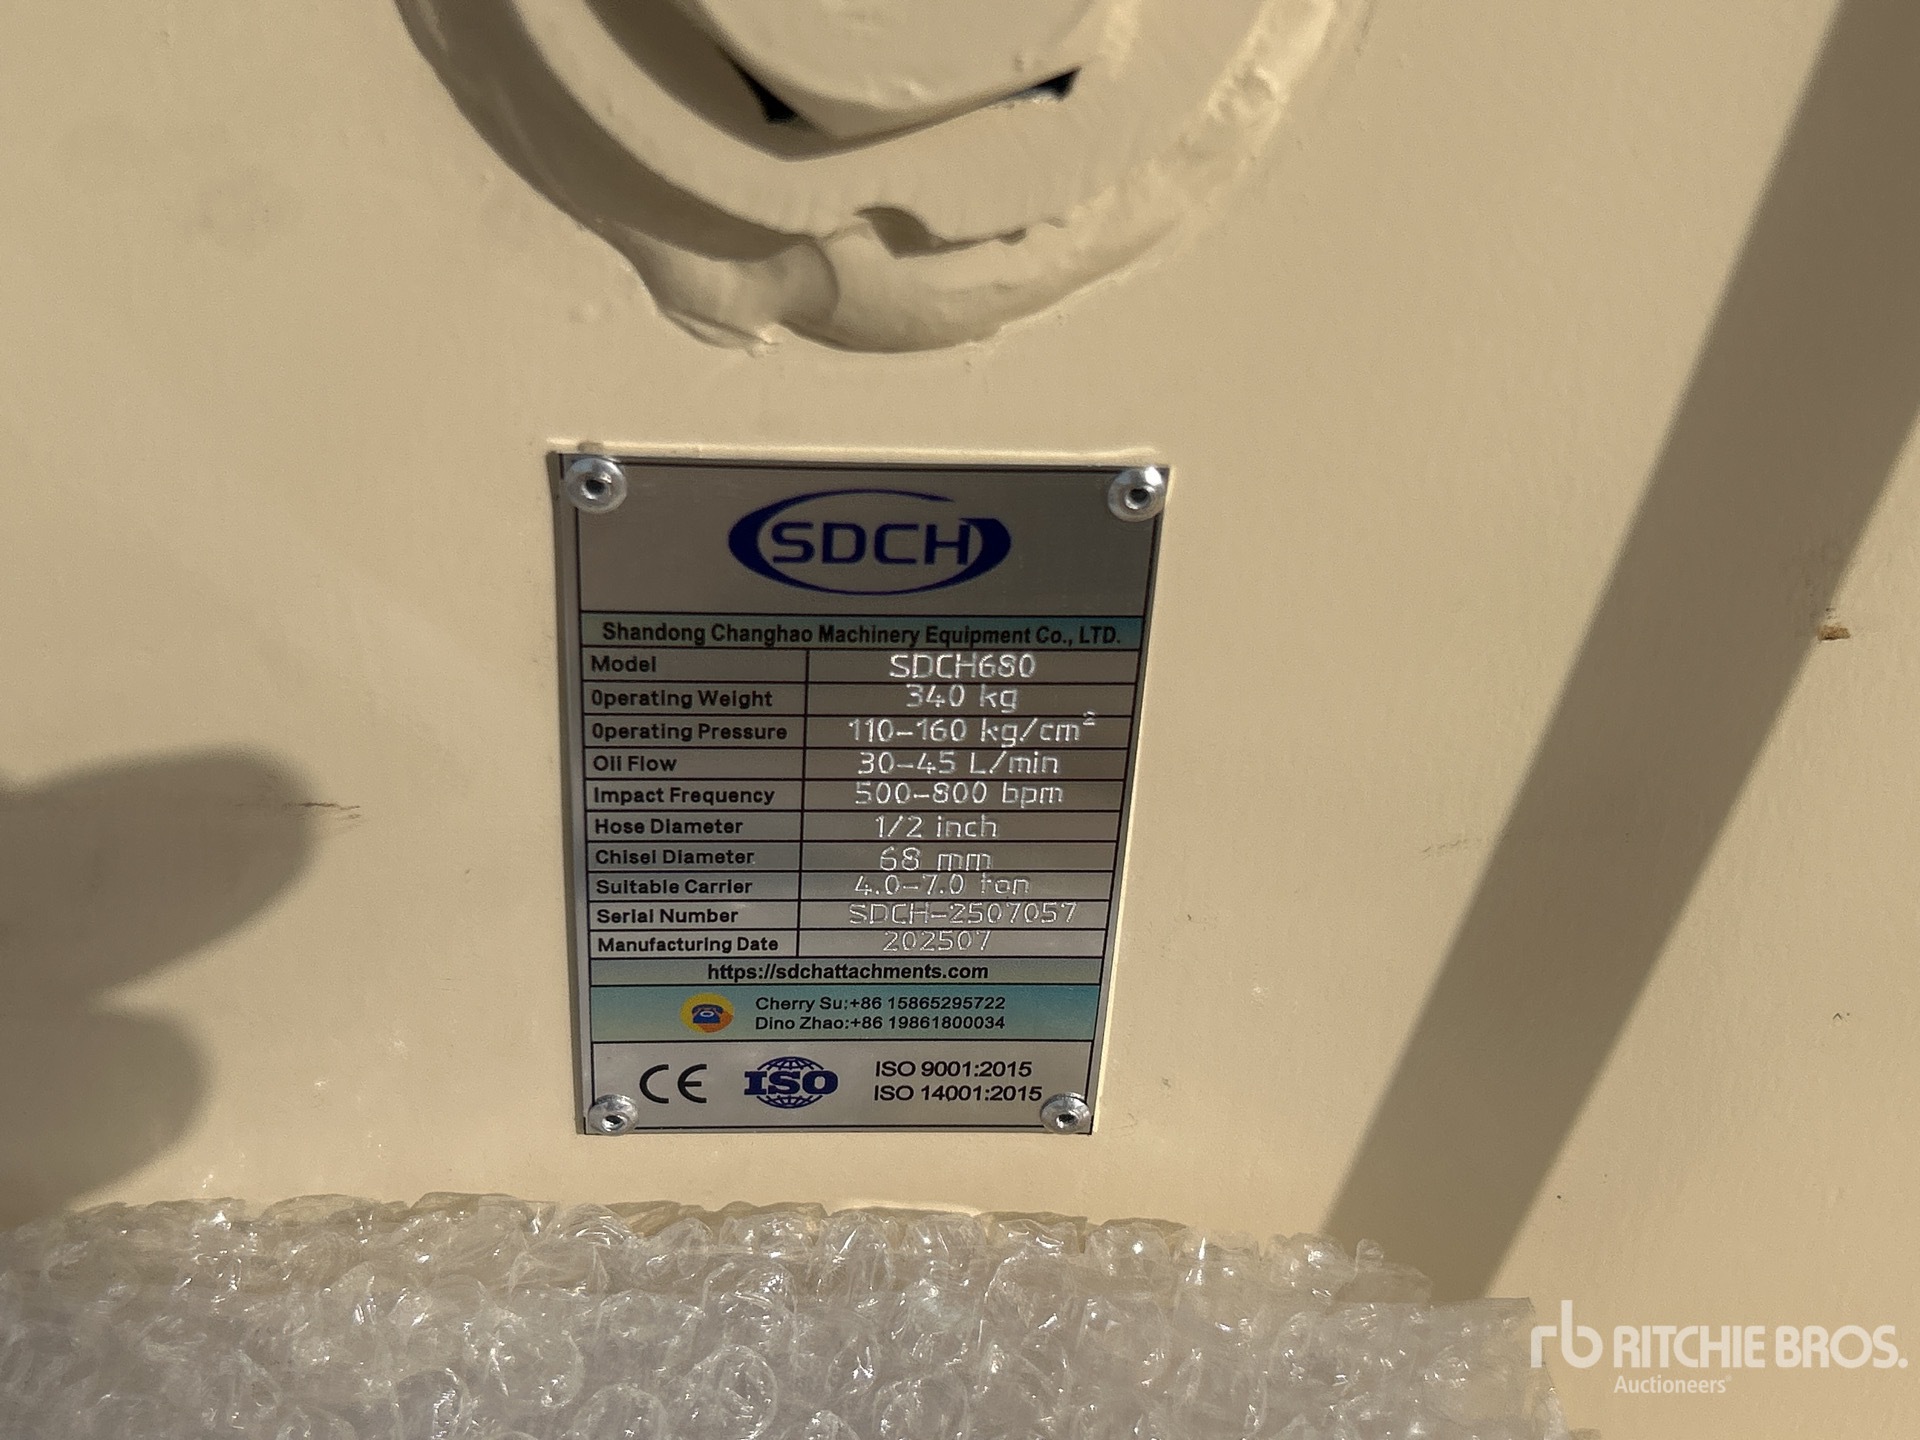 SDCH
Shandong Changhao Machinery Equipment Co., LTD.
Model SDCH680
Operating Weight 340 kg
Operating Pressure 110-160 kg/cm²
Oli Flow 30-45 L/min
Impact Frequency 500-800 bpm
Hose Diameter 1/2 inch
Chisel Diameter 68 mm
Suitable Carrier 4.0-7.0 ton
Serial Number SDCH-2507057
Manufacturing Date 202507
https://sdchattachments.com
Cherry Su:+86 15865295722
Dino Zhao:+86 19861800034
CE ISO ISO 9001:2015
ISO 14001:2015
rb RITCHIE BROS.
Auctioneers